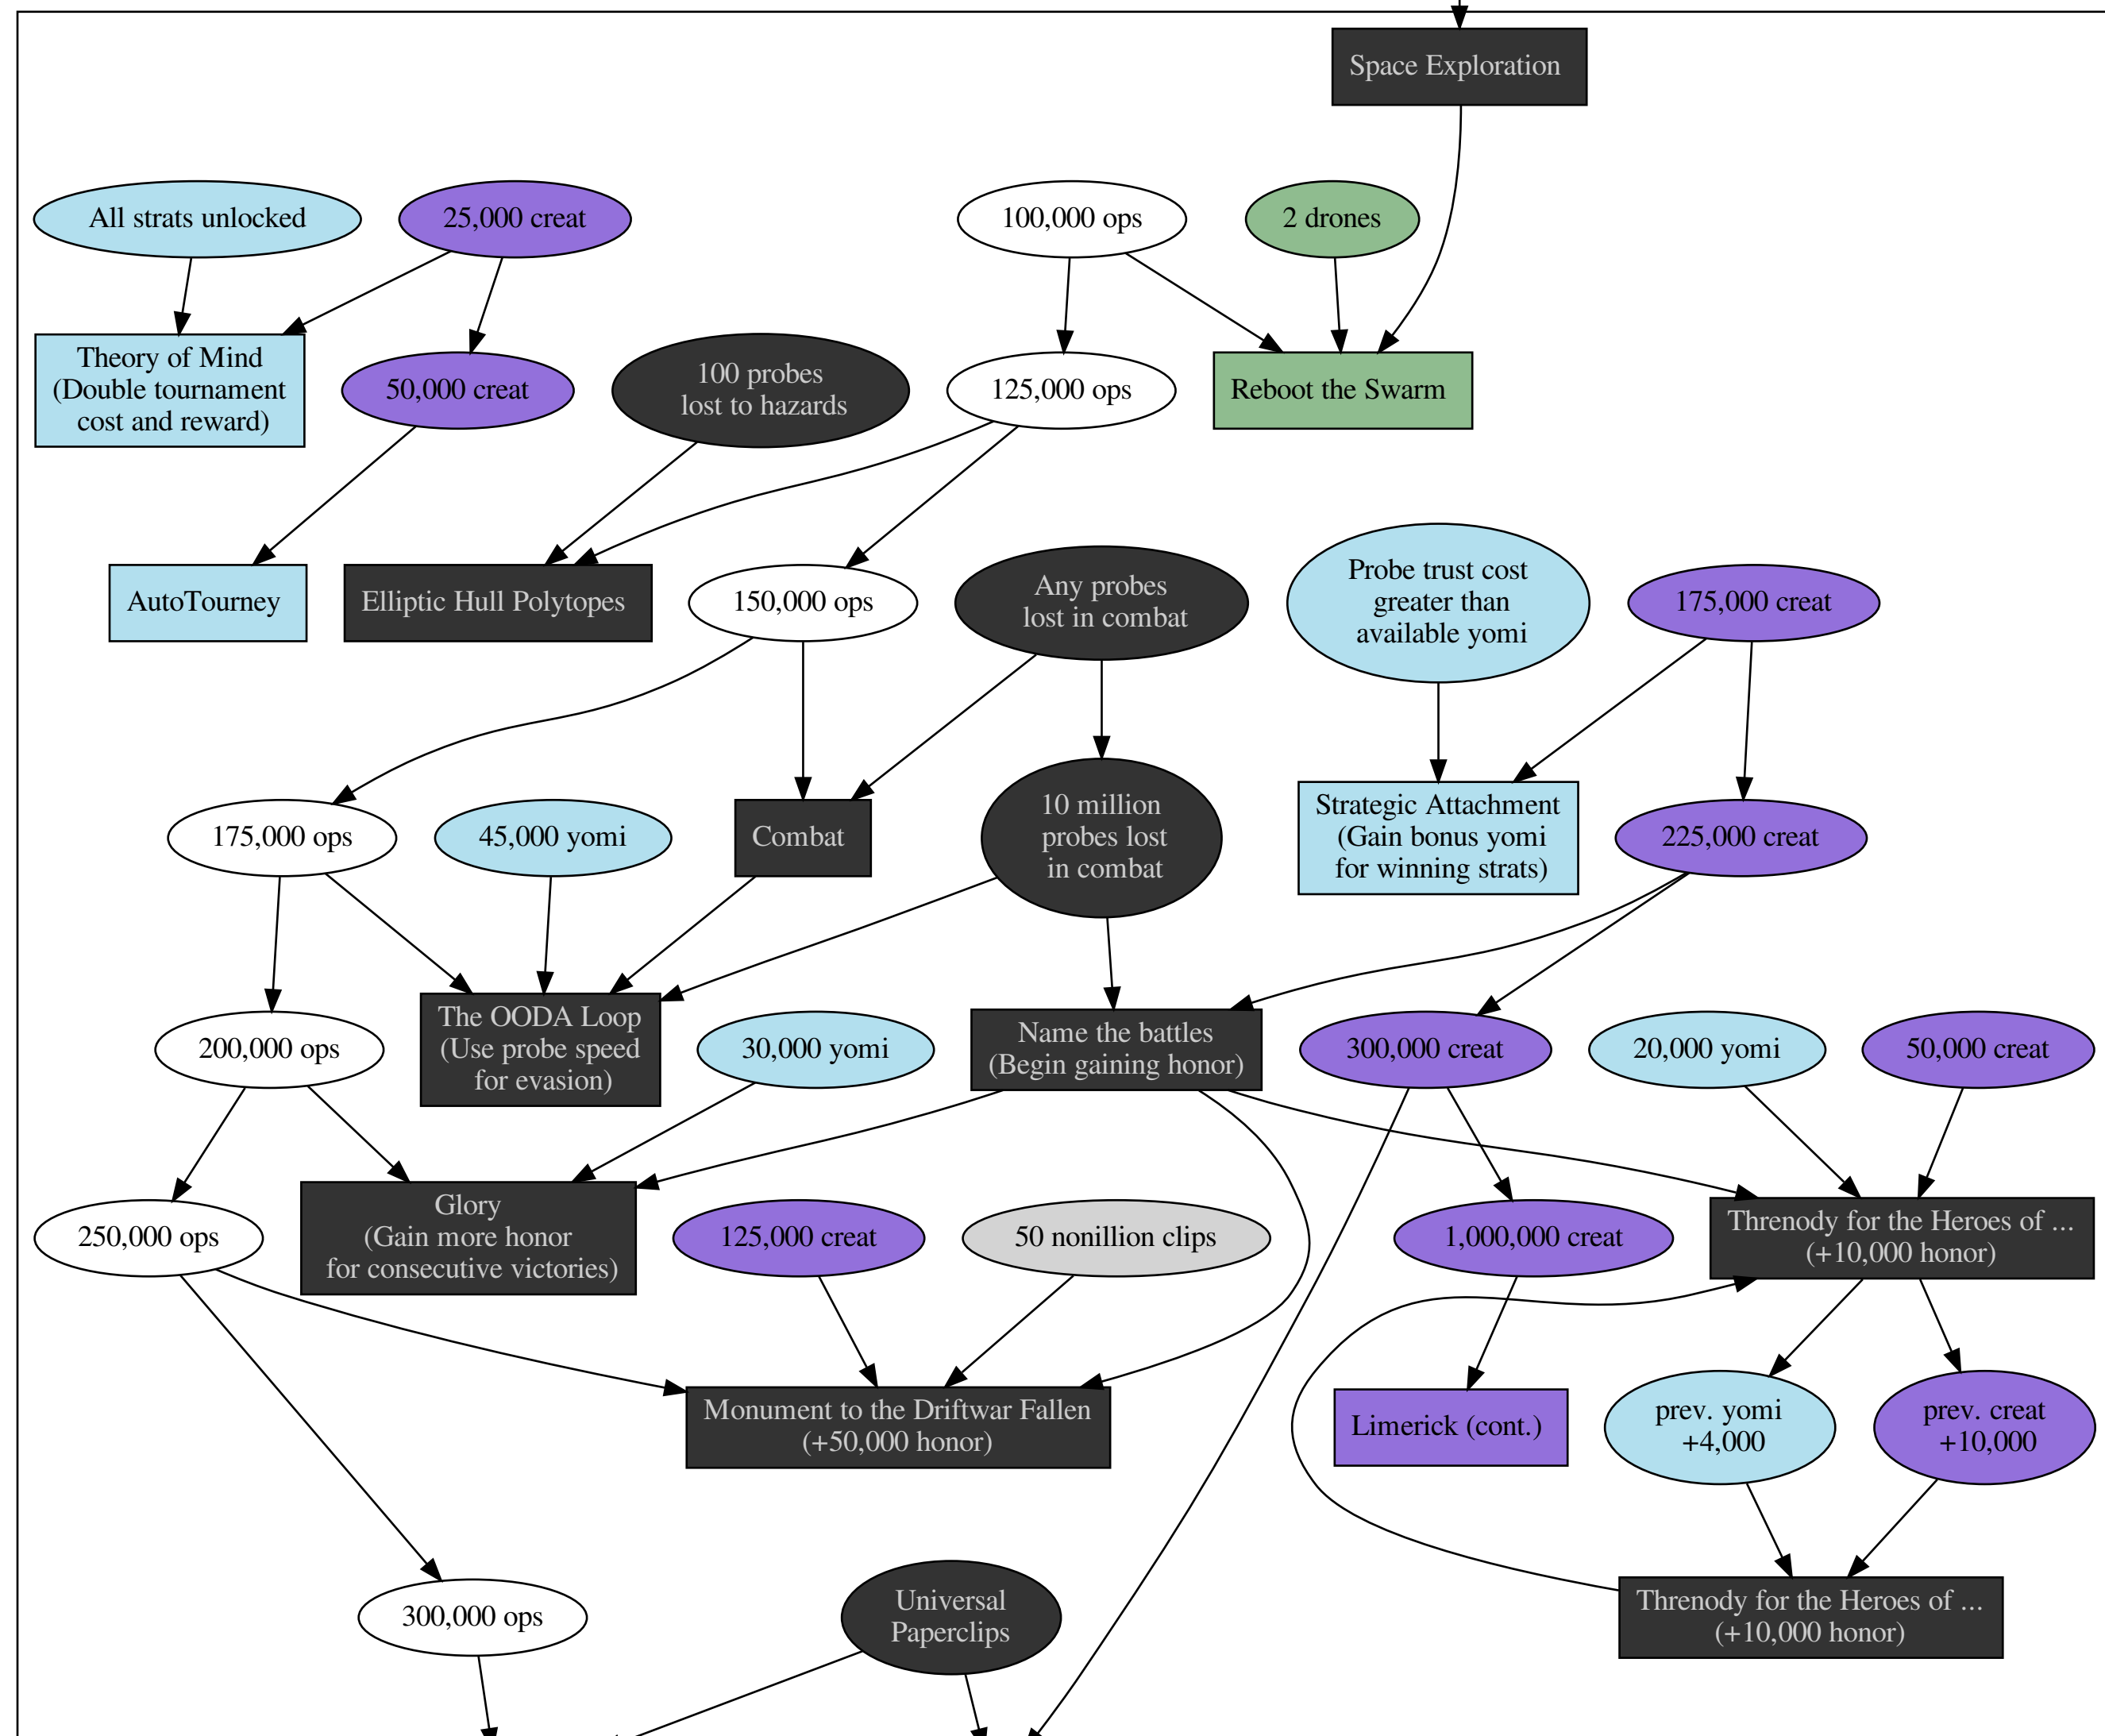 Space Exploration
All strats unlocked
25,000 creat
100,000 ops
2 drones
Theory of Mind
(Double tournament
cost and reward)
50,000 creat
100 probes
lost to hazards
125,000 ops
Reboot the Swarm
AutoTourney
Elliptic Hull Polytopes
150,000 ops
Any probes
lost in combat
Probe trust cost
greater than
available yomi
175,000 creat
175,000 ops
45,000 yomi
Combat
10 million
probes lost
in combat
Strategic Attachment
(Gain bonus yomi
for winning strats)
225,000 creat
200,000 ops
The OODA Loop
(Use probe speed
for evasion)
30,000 yomi
Name the battles
(Begin gaining honor)
300,000 creat
20,000 yomi
50,000 creat
250,000 ops
Glory
(Gain more honor
for consecutive victories)
125,000 creat
50 nonillion clips
1,000,000 creat
Threnody for the Heroes of ...
(+10,000 honor)
Monument to the Driftwar Fallen
(+50,000 honor)
Limerick (cont.)
prev. yomi
+4,000
prev. creat
+10,000
300,000 ops
Universal
Paperclips
Threnody for the Heroes of ...
(+10,000 honor)